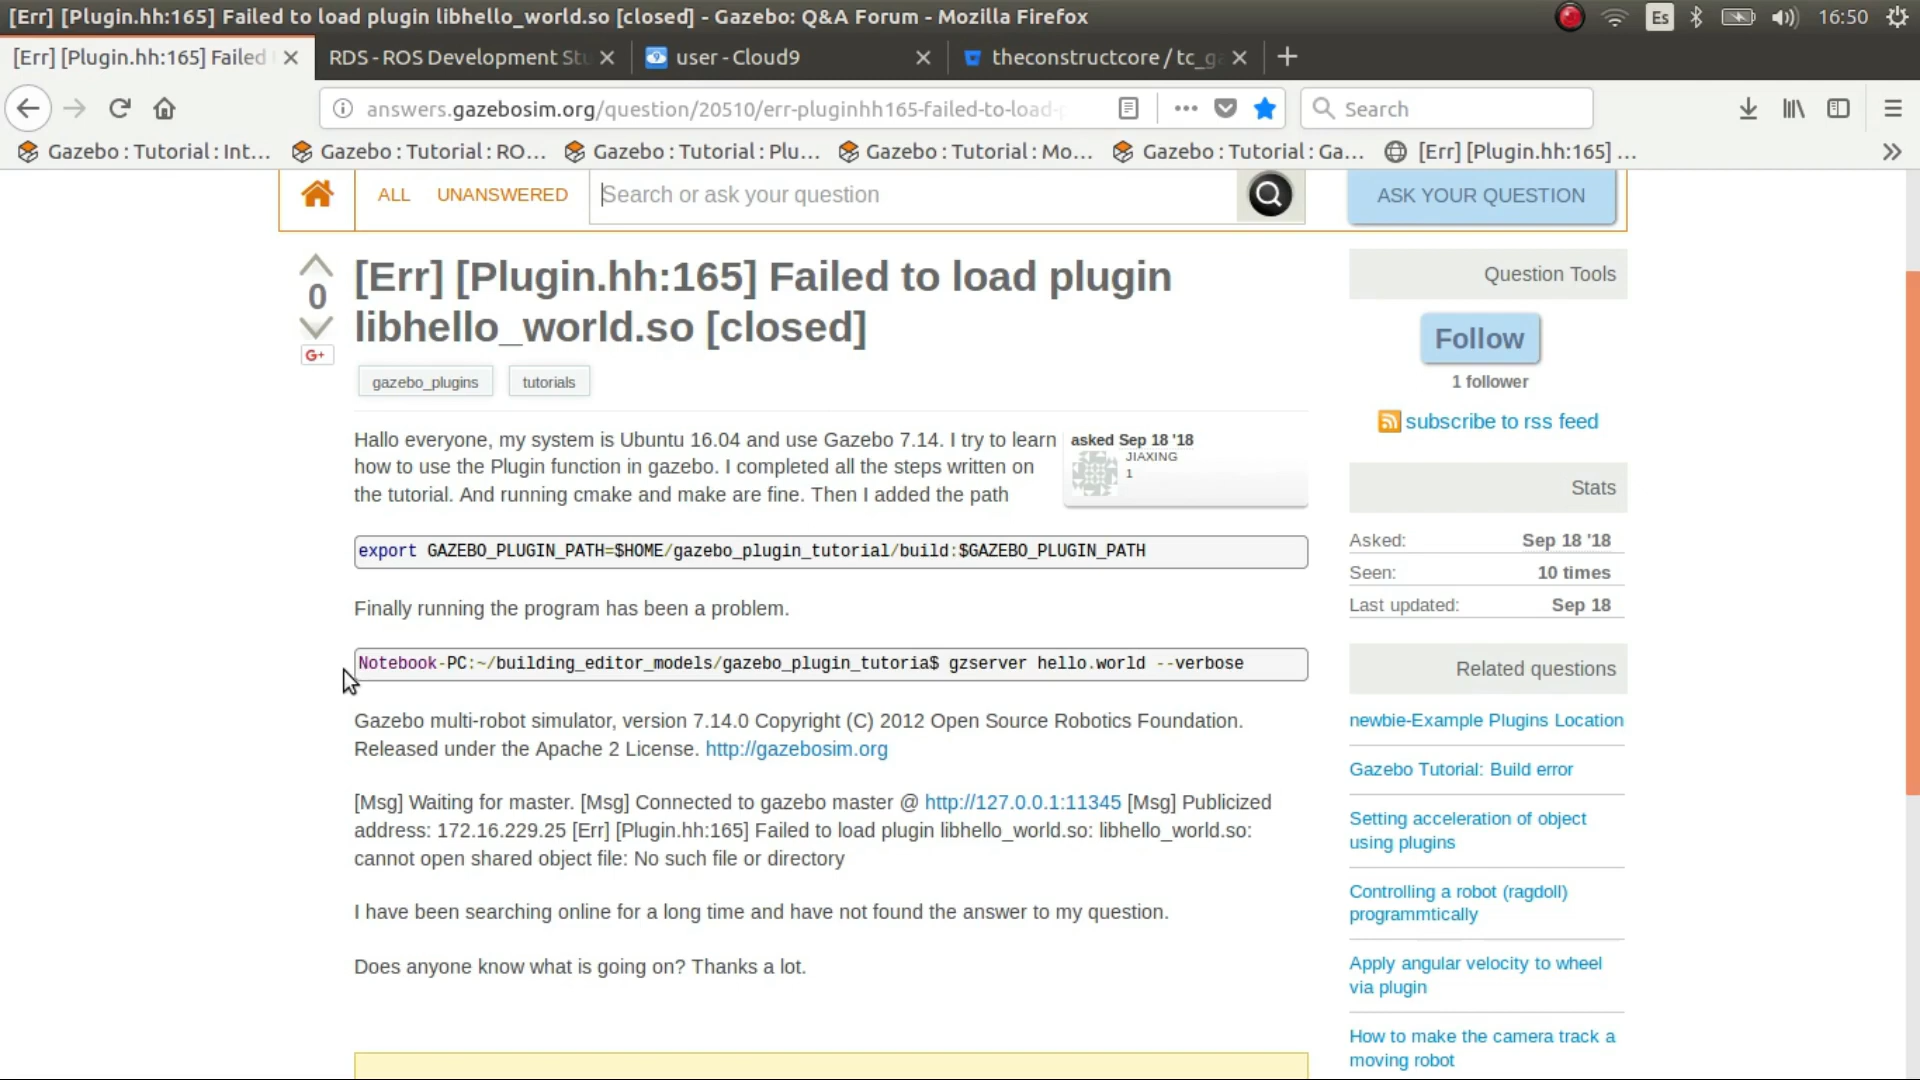 [Err] [Plugin.hh:165] Failed to load plugin libhello_world.so [closed] - Gazebo: Q&A Forum - Mozilla Firefox
Es
16:50
[Err] [Plugin.hh:165] Failed
RDS - ROS Development Stu
user - Cloud9
theconstructcore / tc_g
answers.gazebosim.org/question/20510/err-pluginhh165-failed-to-load-
Search
Gazebo : Tutorial : Int...
Gazebo : Tutorial : RO...
Gazebo : Tutorial : Plu...
Gazebo : Tutorial : Mo...
Gazebo : Tutorial : Ga...
[Err] [Plugin.hh:165] ...
ALL
UNANSWERED
Search or ask your question
ASK YOUR QUESTION
0
G+
[Err] [Plugin.hh:165] Failed to load plugin
libhello_world.so [closed]
gazebo_plugins
tutorials
Hallo everyone, my system is Ubuntu 16.04 and use Gazebo 7.14. I try to learn
how to use the Plugin function in gazebo. I completed all the steps written on
the tutorial. And running cmake and make are fine. Then I added the path
asked Sep 18 '18
JIAXING
1
export GAZEBO_PLUGIN_PATH=$HOME/gazebo_plugin_tutorial/build:$GAZEBO_PLUGIN_PATH
Finally running the program has been a problem.
Notebook-PC:~/building_editor_models/gazebo_plugin_tutoria$ gzserver hello.world --verbose
Gazebo multi-robot simulator, version 7.14.0 Copyright (C) 2012 Open Source Robotics Foundation.
Released under the Apache 2 License. http://gazebosim.org
[Msg] Waiting for master. [Msg] Connected to gazebo master @ http://127.0.0.1:11345 [Msg] Publicized
address: 172.16.229.25 [Err] [Plugin.hh:165] Failed to load plugin libhello_world.so: libhello_world.so:
cannot open shared object file: No such file or directory
I have been searching online for a long time and have not found the answer to my question.
Does anyone know what is going on? Thanks a lot.
Question Tools
Follow
1 follower
subscribe to rss feed
Stats
Asked: Sep 18 '18
Seen: 10 times
Last updated: Sep 18
Related questions
newbie-Example Plugins Location
Gazebo Tutorial: Build error
Setting acceleration of object
using plugins
Controlling a robot (ragdoll)
programmtically
Apply angular velocity to wheel
via plugin
How to make the camera track a
moving robot